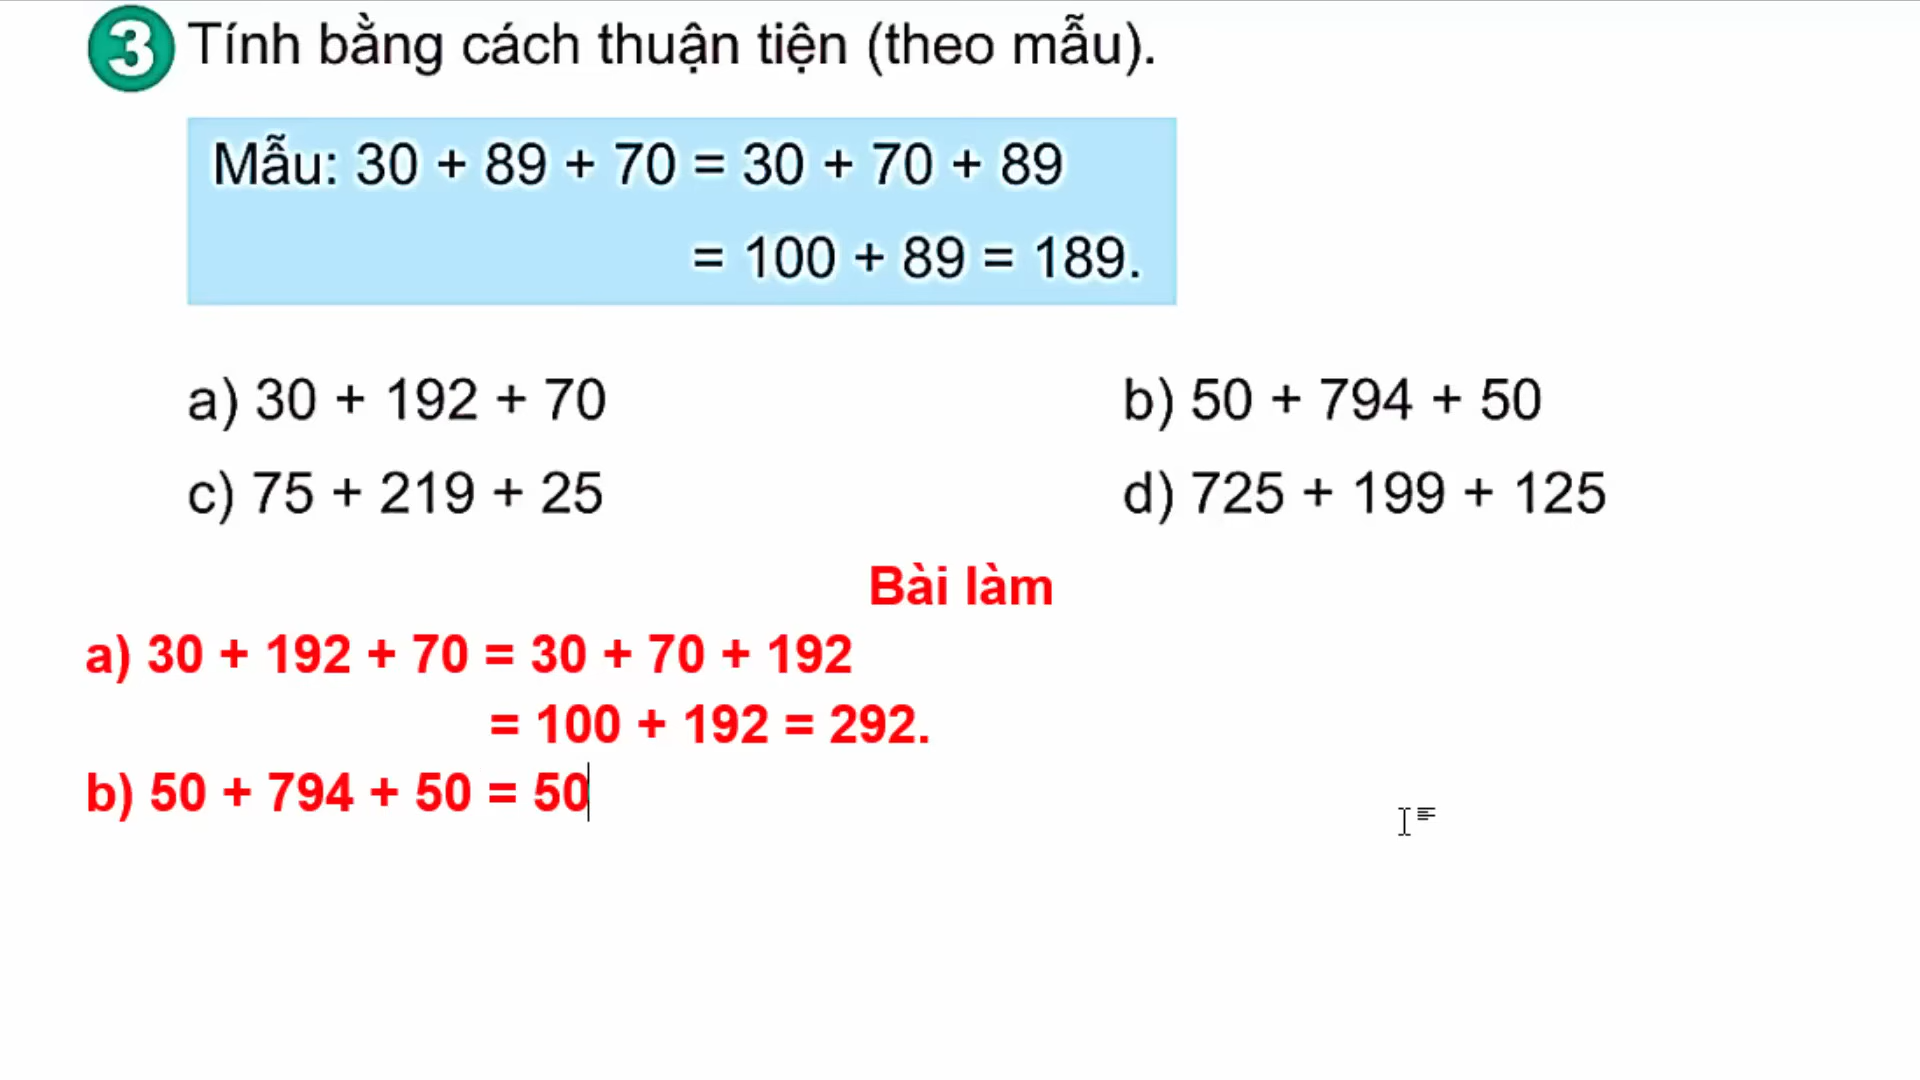 3 Tính bằng cách thuận tiện (theo mẫu).
Mẫu: 30 + 89 + 70 = 30 + 70 + 89
= 100 + 89 = 189.
a) 30 + 192 + 70
b) 50 + 794 + 50
c) 75 + 219 + 25
d) 725 + 199 + 125
Bài làm
a) 30 + 192 + 70 = 30 + 70 + 192
= 100 + 192 = 292.
b) 50 + 794 + 50 = 50